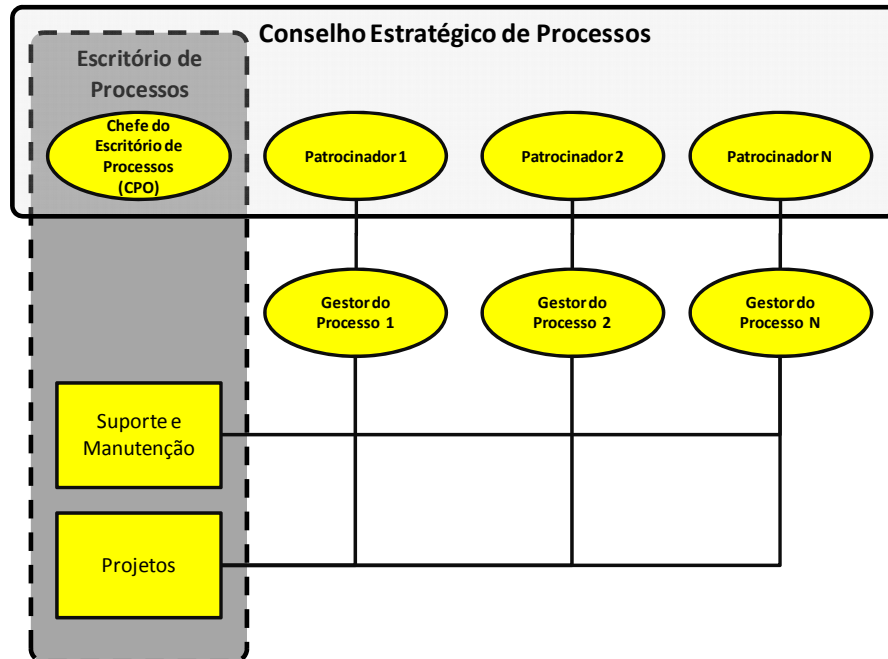 Conselho Estratégico de Processos
Escritório de
Processos
Chefe do
Escritório de
Processos
(CPO)
Patrocinador 1
Patrocinador 2
Patrocinador N
Gestor do
Processo 1
Gestor do
Processo 2
Gestor do
Processo N
Suporte e
Manutenção
Projetos